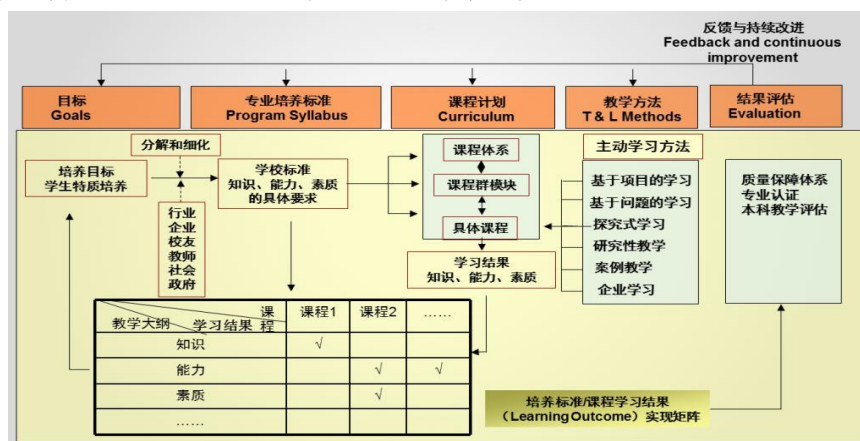 反馈与持续改进
Feedback and continuous
improvement
目标
Goals
专业培养标准
Program Syllabus
课程计划
Curriculum
教学方法
T & L Methods
结果评估
Evaluation
分解和细化
培养目标
学生特质培养
行业
企业
校友
教师
社会
政府
学校标准
知识、能力、素质
的具体要求
课程体系
课程群模块
具体课程
学习结果
知识、能力、素质
主动学习方法
基于项目的学习
基于问题的学习
探究式学习
研究性教学
案例教学
企业学习
质量保障体系
专业认证
本科教学评估
课
教学大纲 学习结果 程
课程1 课程2 ……
知识 √
能力 √ √
素质 √
……
培养标准/课程学习结果
（Learning Outcome）实现矩阵